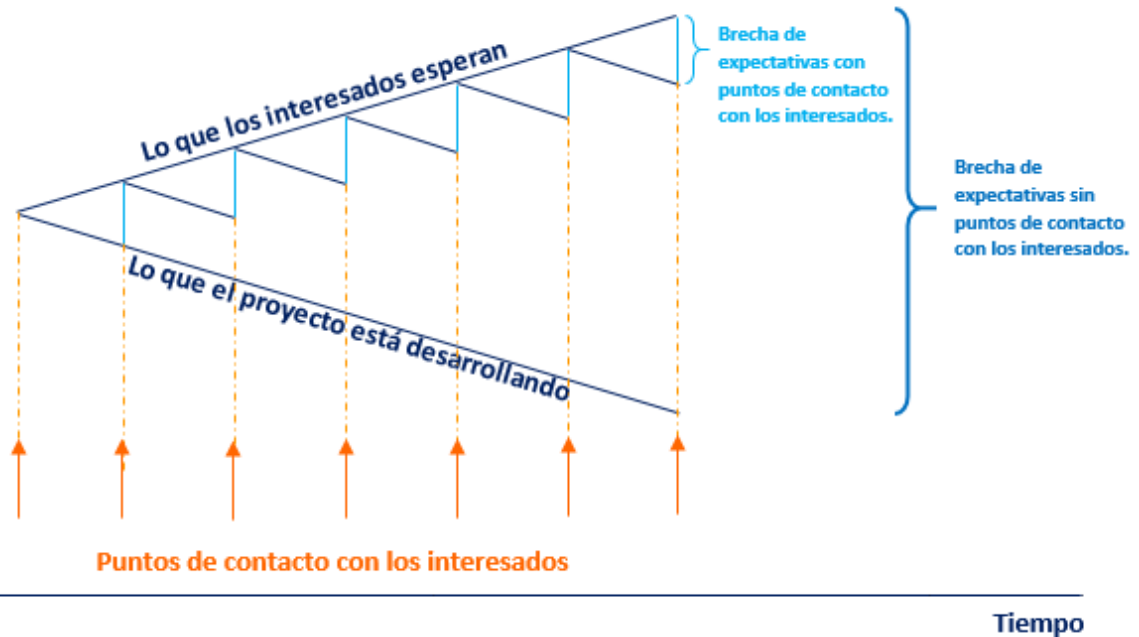 Lo que los interesados esperan
Brecha de
expectativas con
puntos de contacto
con los interesados.
Brecha de
expectativas sin
puntos de contacto
con los interesados.
Lo que el proyecto está desarrollando
Puntos de contacto con los interesados
Tiempo